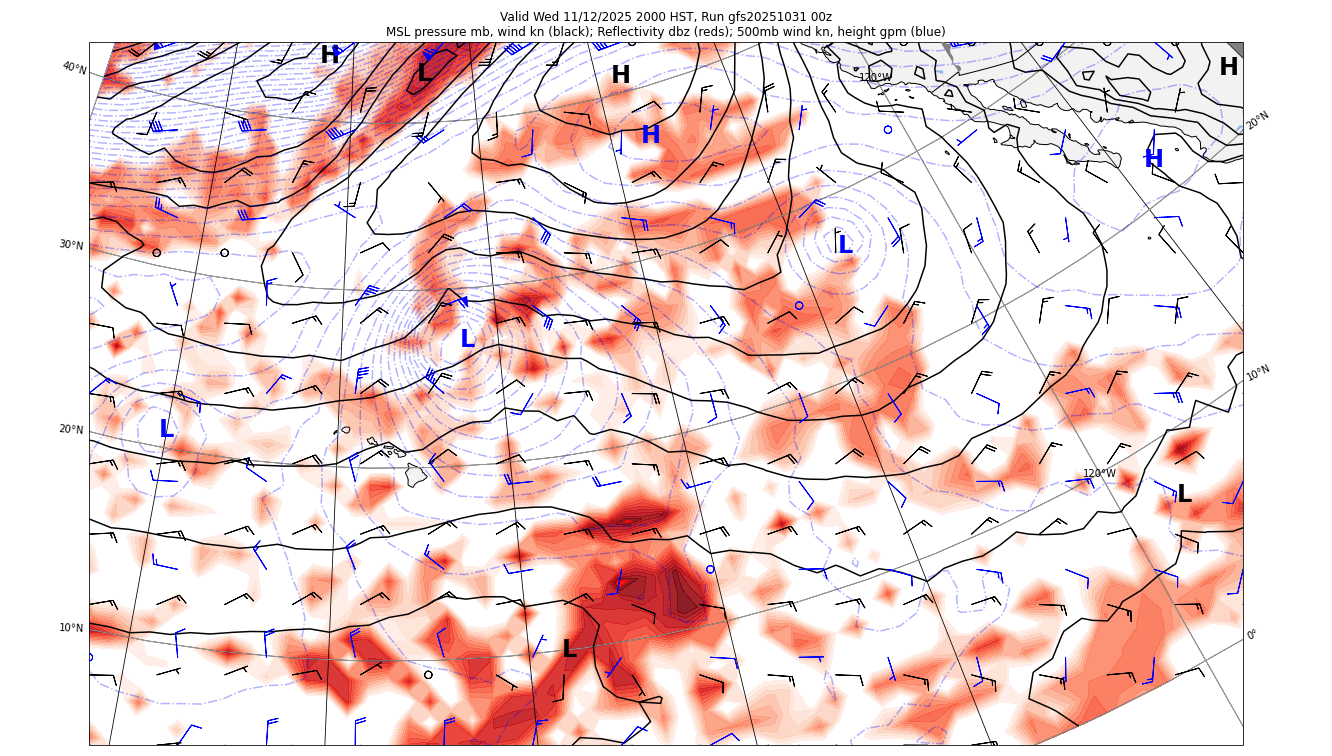 Valid Wed 11/12/2025 2000 HST, Run gfs20251031 00z
MSL pressure mb, wind kn (black); Reflectivity dbz (reds); 500mb wind kn, height gpm (blue)
H
L
H
H
40°N
120°W
20°N
H
H
30°N
L
L
10°N
20°N
L
120°W
L
10°N
L
0°